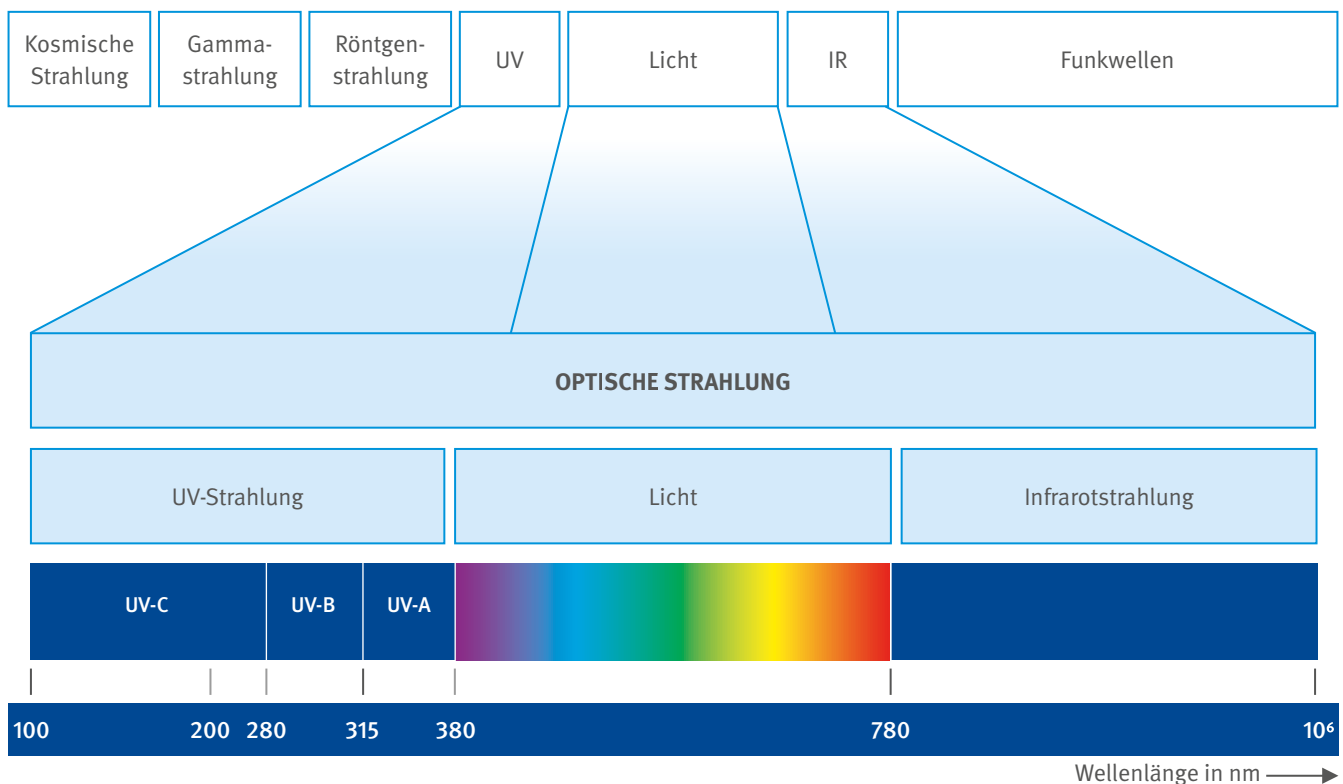 Kosmische Strahlung
Gamma-
strahlung
Röntgen-
strahlung
UV
Licht
IR
Funkwellen
OPTISCHE STRAHLUNG
UV-Strahlung
Licht
Infrarotstrahlung
UV-C
UV-B
UV-A
100
200
280
315
380
780
10⁶
Wellenlänge in nm